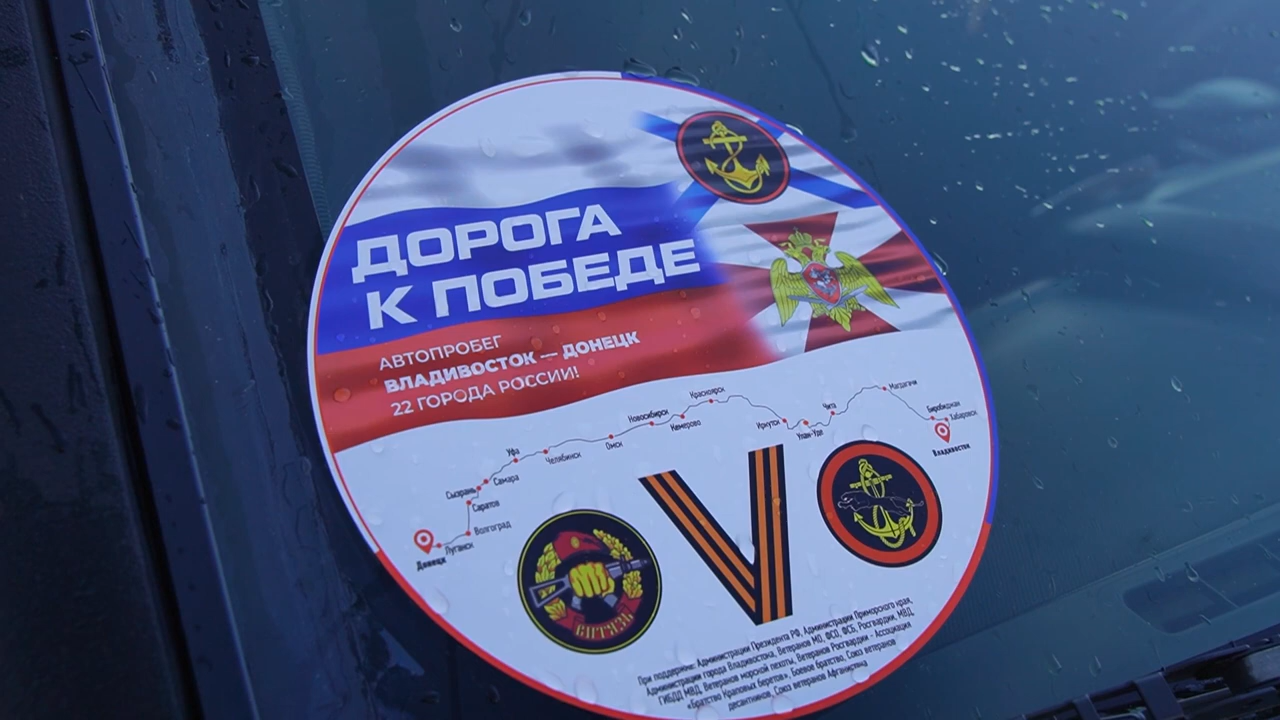 ДОРОГА
К ПОБЕДЕ
АВТОПРОБЕГ
ВЛАДИВОСТОК — ДОНЕЦК
22 ГОРОДА РОССИИ!
Магдагачи
Красноярск
Чита
Биробиджан
Новосибирск
Хабаровск
Кемерово
Иркутск
Улан-Удэ
Омск
Владивосток
Уфа
Челябинск
Самара
Сызрань
Саратов
Волгоград
Луганск
Донецк
ВИТЯЗЬ
При поддержке: Администрации Президента РФ, Администрации Приморского края,
Администрации города Владивостока, Ветеранов МО, ФСО, ФСБ, Росгвардии, МВД,
ГИБДД МВД, Ветеранов морской пехоты, Ветеранов Росгвардии - Ассоциация
«Братство Краповых беретов», Боевое братство, Союз ветеранов
десантников, Союз ветеранов Афганистана